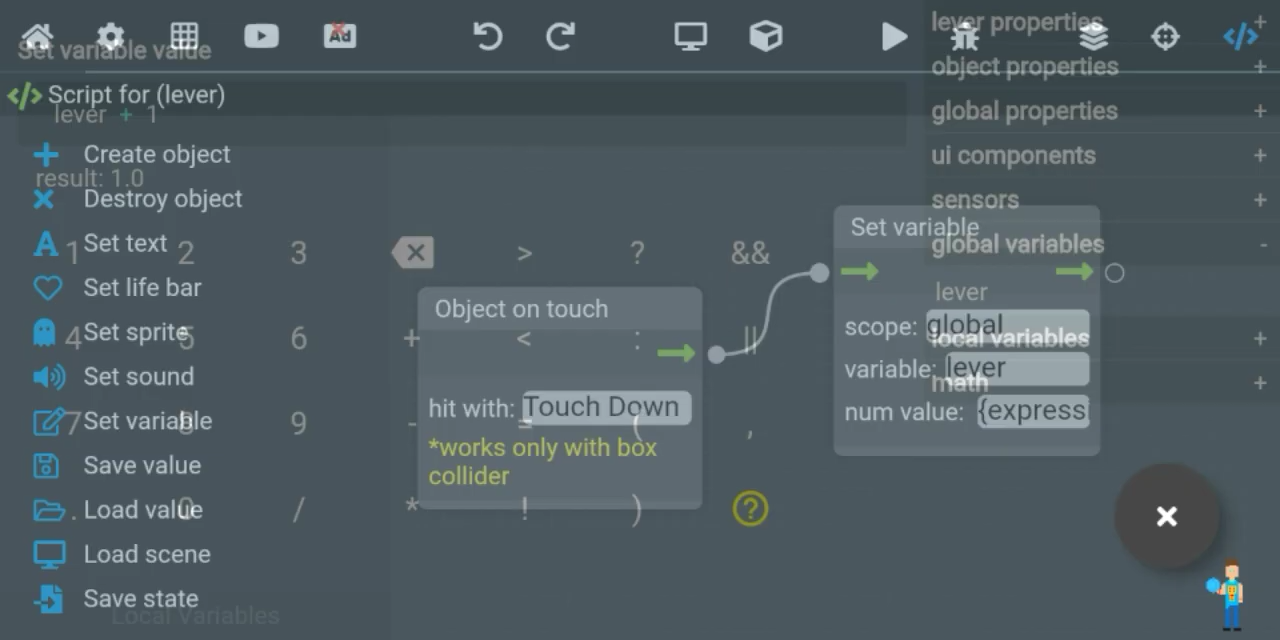 Ad
Set variable value
Script for (lever)
lever + 1
result: 1.0
Create object
Destroy object
Set text
Set life bar
Set sprite
Set sound
Set variable
Save value
Load value
Load scene
Save state
Local Variables
1 2 3 > ? &&
4 5 6 + < : ||
7 8 9 - = ( ,
. 0 / * ! )
?
Object on touch
hit with: Touch Down
*works only with box
collider
Set variable
scope: global
variable: lever
num value: {express
lever properties +
object properties +
global properties +
ui components +
sensors +
global variables -
lever
local variables +
math +